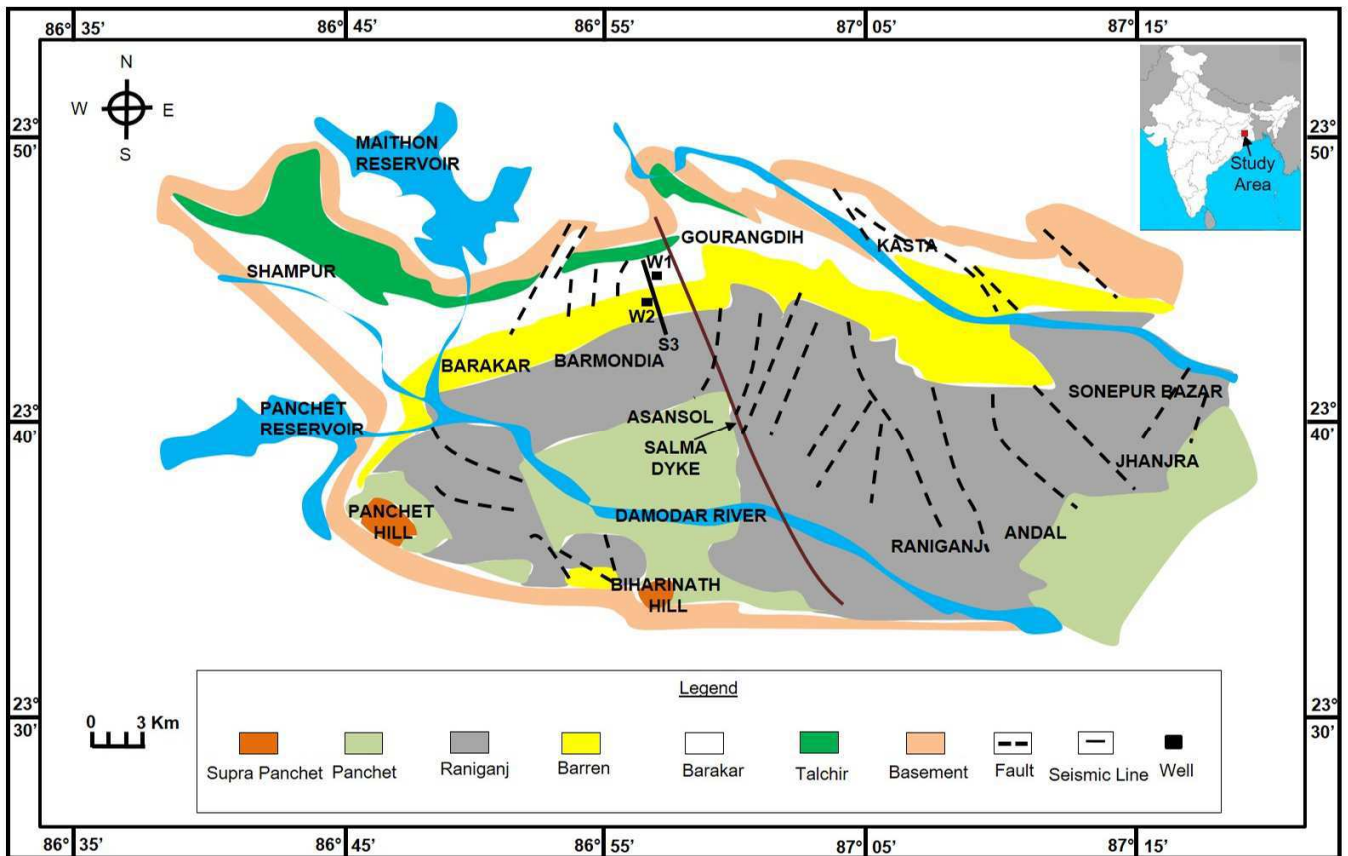 86° 35’
86° 45’
86° 55’
87° 05’
87° 15’
N
W
E
S
23°
50’
23°
50’
MAITHON
RESERVOIR
Study
Area
GOURANGDIH
KASTA
SHAMPUR
W1
W2
S3
BARAKAR
BARMONDIA
SONEPUR BAZAR
PANCHET
RESERVOIR
23°
40’
23°
40’
ASANSOL
SALMA
DYKE
JHANJRA
PANCHET
HILL
DAMODAR RIVER
ANDAL
RANIGANJ
BIHARINATH
HILL
Legend
23°
30’
23°
30’
0 3 Km
Supra Panchet
Panchet
Raniganj
Barren
Barakar
Talchir
Basement
Fault
Seismic Line
Well
86° 35’
86° 45’
86° 55’
87° 05’
87° 15’